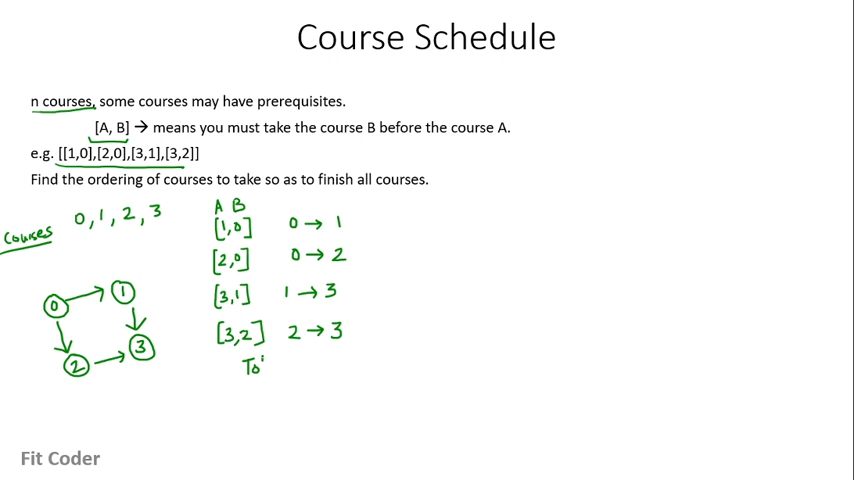 Course Schedule
n courses, some courses may have prerequisites.
[A, B] → means you must take the course B before the course A.
e.g. [[1,0],[2,0],[3,1],[3,2]]
Find the ordering of courses to take so as to finish all courses.
Courses 0, 1, 2, 3
A B
[1,0] 0 → 1
[2,0] 0 → 2
[3,1] 1 → 3
[3,2] 2 → 3
To
0 1
2 3
Fit Coder